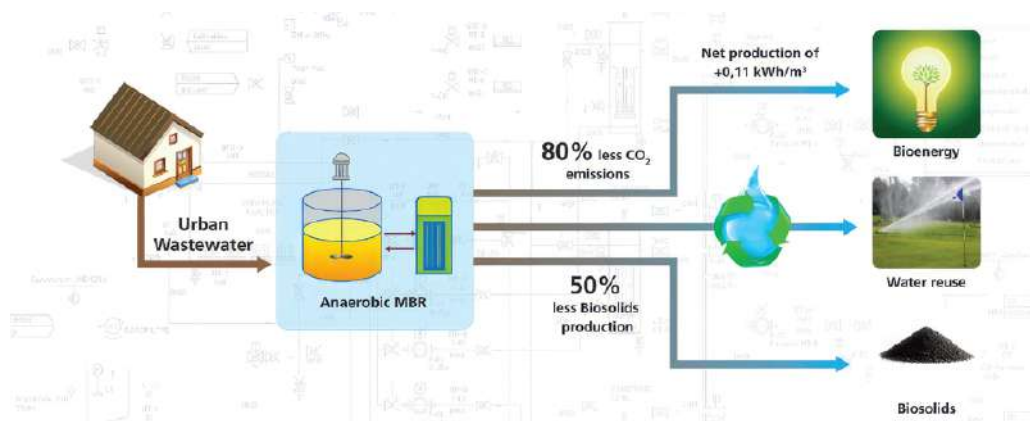 Net production of
+0,11 kWh/m³
Bioenergy
80% less CO₂
emissions
Urban
Wastewater
Anaerobic MBR
50%
less Biosolids
production
Water reuse
Biosolids